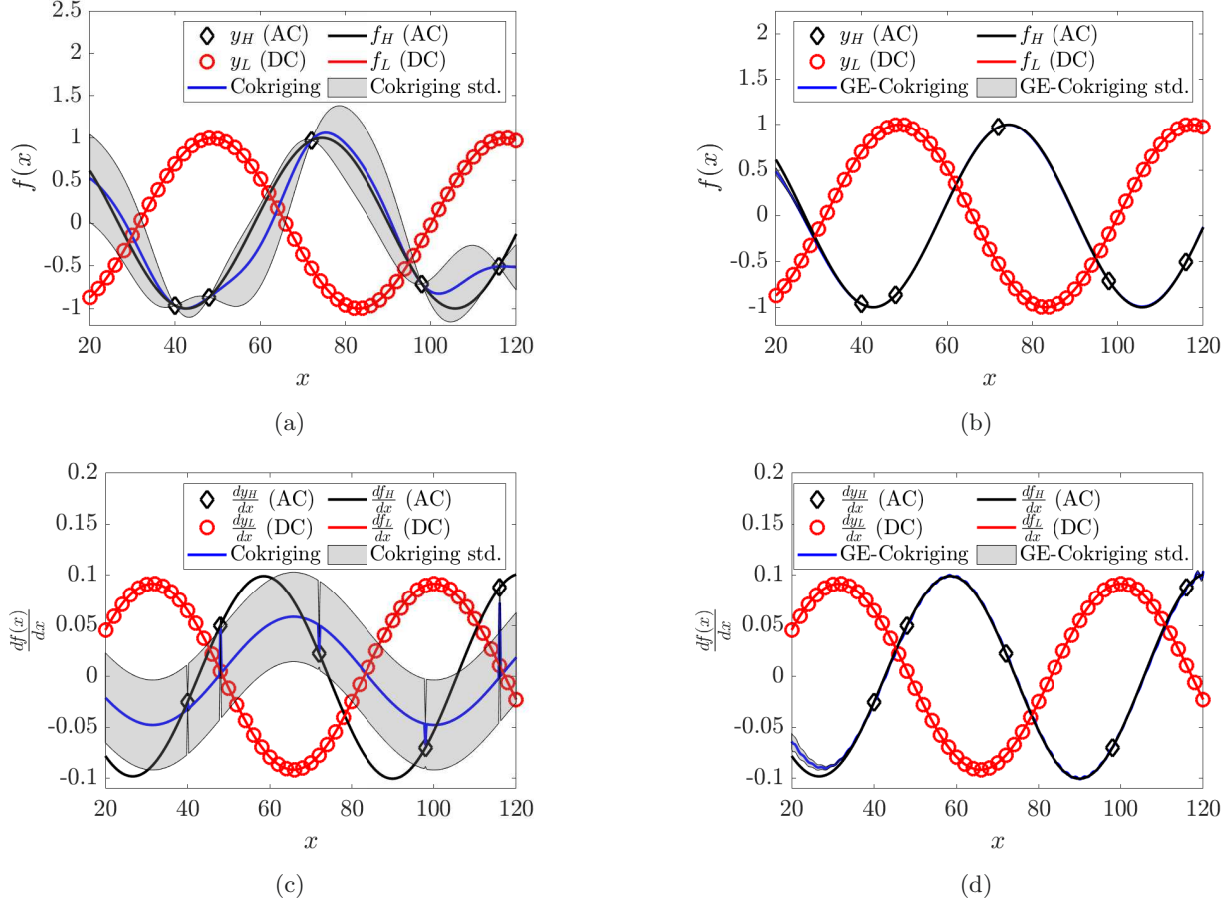 y_H (AC) f_H (AC)
y_L (DC) f_L (DC)
Cokriging Cokriging std.
2.5
2
1.5
1
0.5
0
-0.5
-1
f(x)
20 40 60 80 100 120
x
(a)
y_H (AC) f_H (AC)
y_L (DC) f_L (DC)
GE-Cokriging GE-Cokriging std.
2
1.5
1
0.5
0
-0.5
-1
f(x)
20 40 60 80 100 120
x
(b)
dy_H/dx (AC) df_H/dx (AC)
dy_L/dx (DC) df_L/dx (DC)
Cokriging Cokriging std.
0.2
0.15
0.1
0.05
0
-0.05
-0.1
df(x)/dx
20 40 60 80 100 120
x
(c)
dy_H/dx (AC) df_H/dx (AC)
dy_L/dx (DC) df_L/dx (DC)
GE-Cokriging GE-Cokriging std.
0.2
0.15
0.1
0.05
0
-0.05
-0.1
df(x)/dx
20 40 60 80 100 120
x
(d)